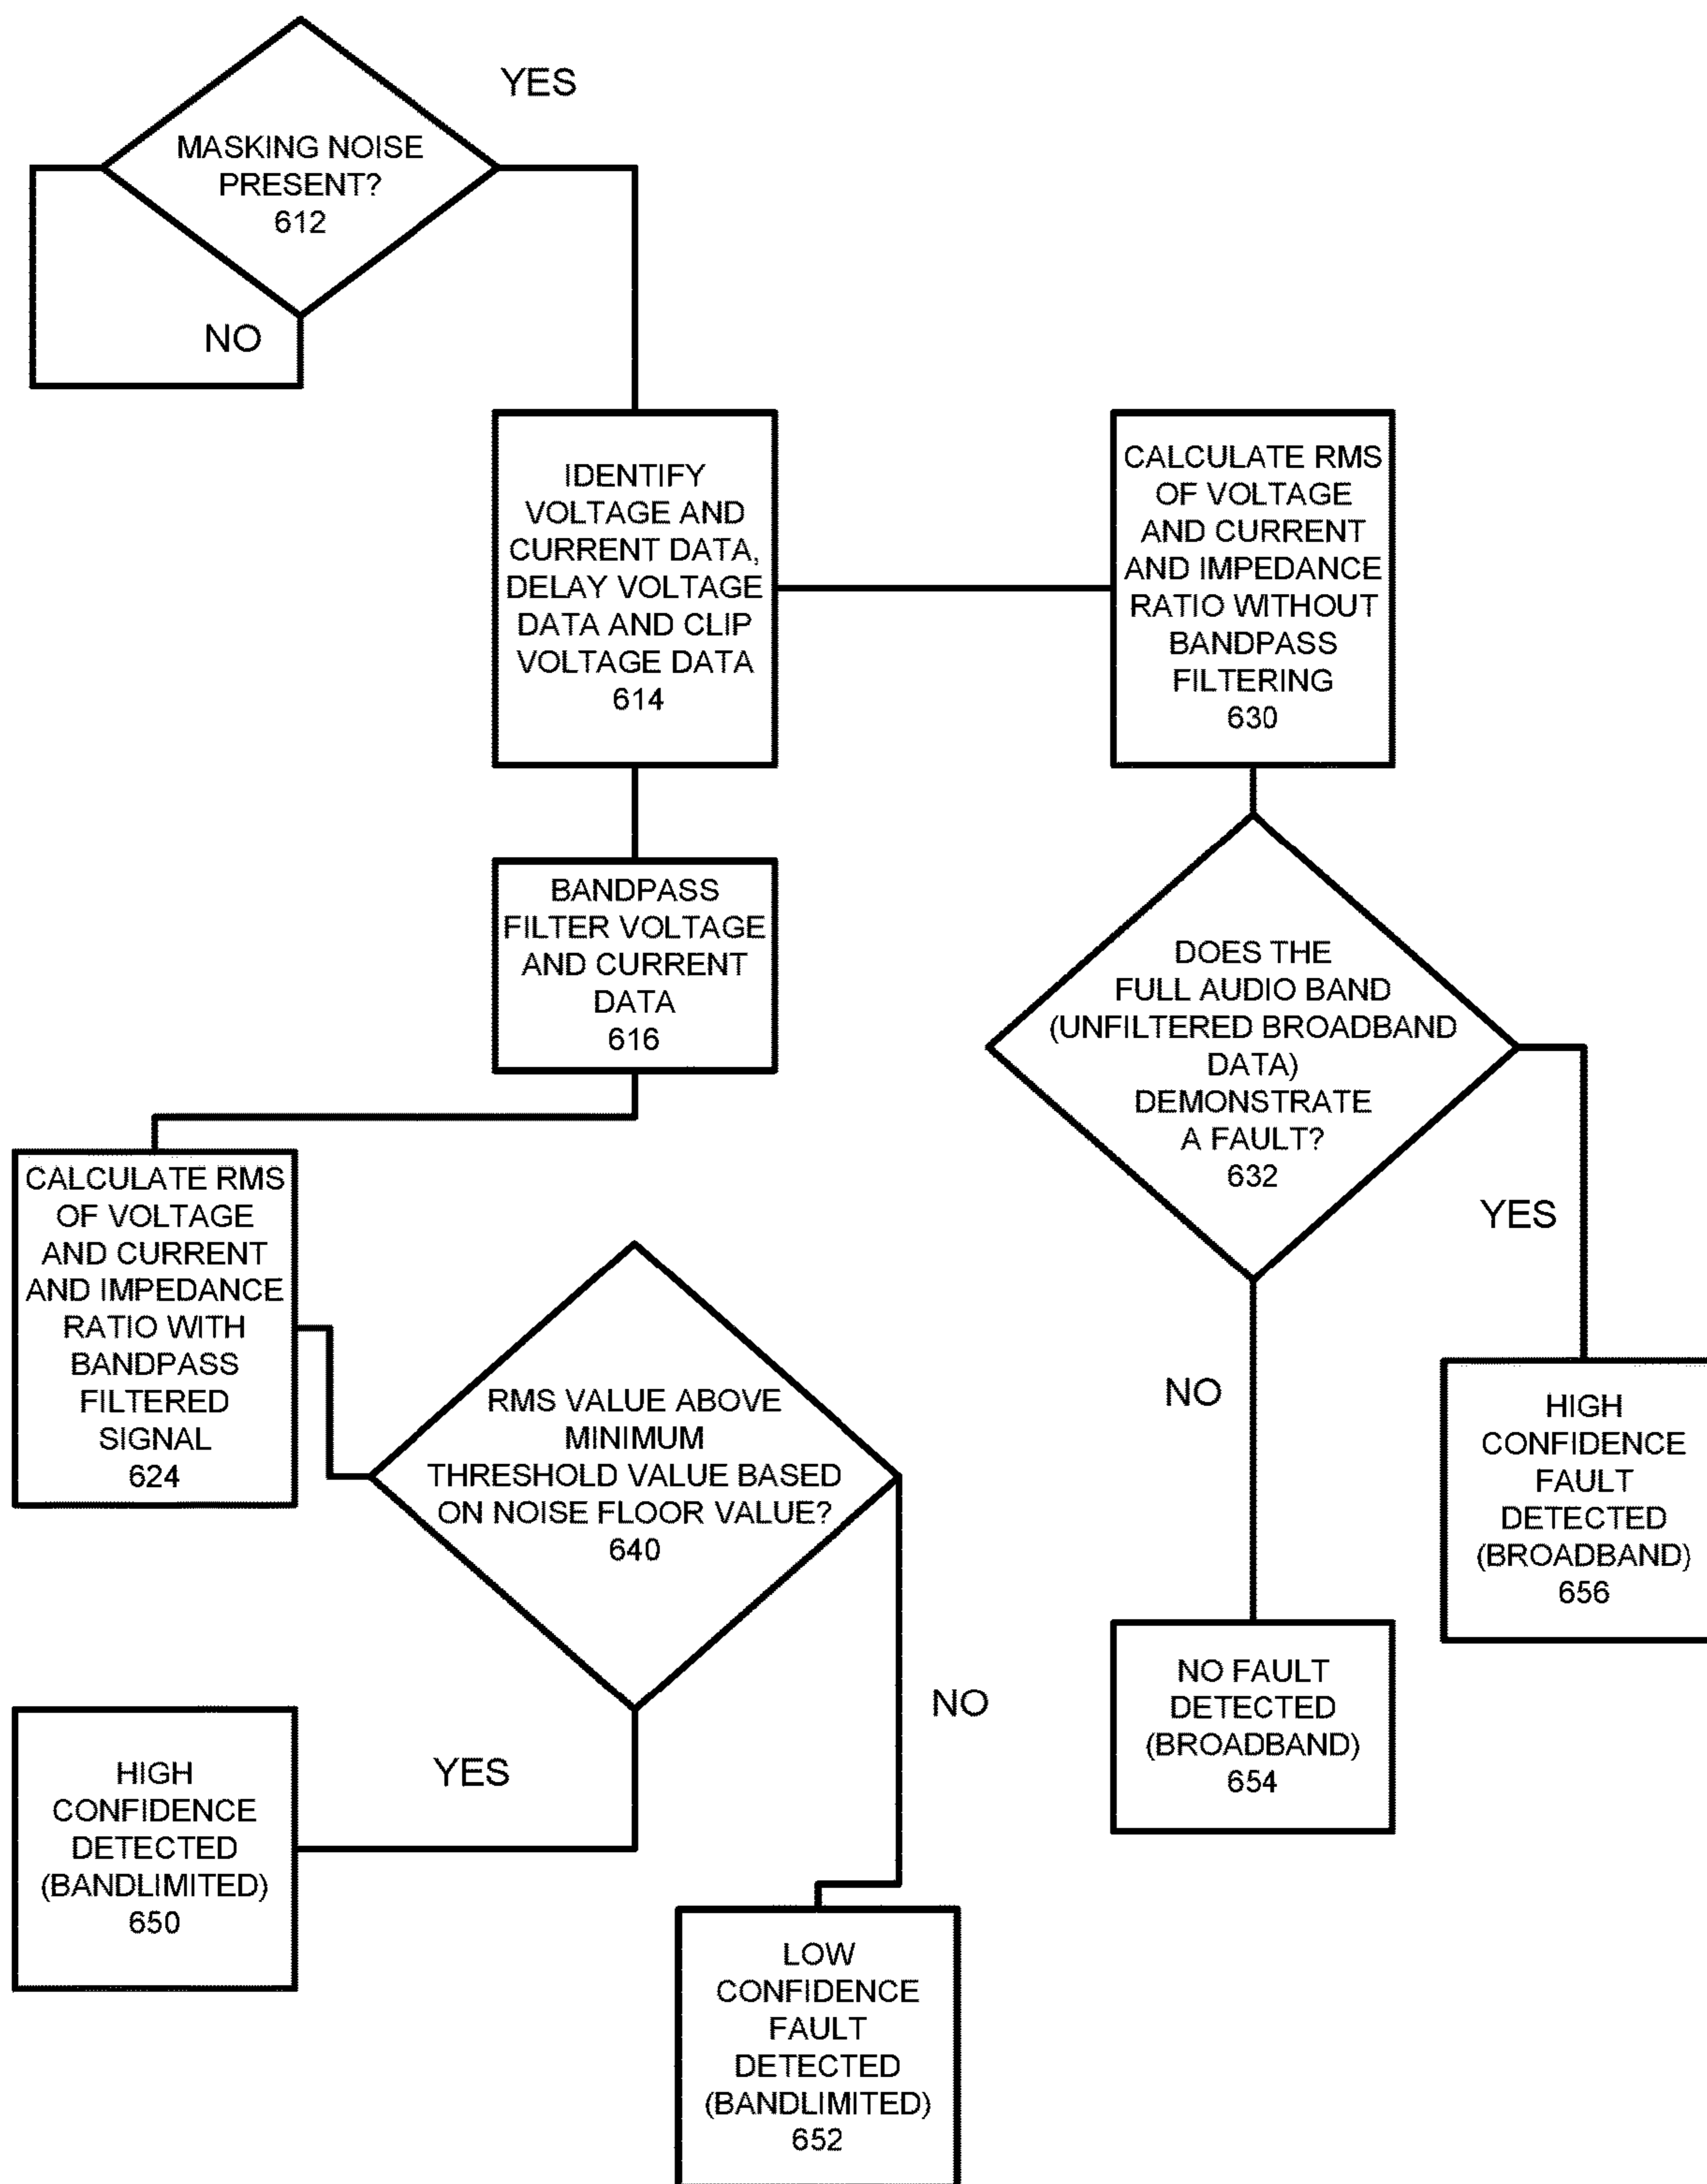 YES
MASKING NOISE
PRESENT?
612
NO
IDENTIFY
VOLTAGE AND
CURRENT DATA,
DELAY VOLTAGE
DATA AND CLIP
VOLTAGE DATA
614
CALCULATE RMS
OF VOLTAGE
AND CURRENT
AND IMPEDANCE
RATIO WITHOUT
BANDPASS
FILTERING
630
BANDPASS
FILTER VOLTAGE
AND CURRENT
DATA
616
DOES THE
FULL AUDIO BAND
(UNFILTERED BROADBAND
DATA)
DEMONSTRATE
A FAULT?
632
YES
NO
CALCULATE RMS
OF VOLTAGE
AND CURRENT
AND IMPEDANCE
RATIO WITH
BANDPASS
FILTERED
SIGNAL
624
RMS VALUE ABOVE
MINIMUM
THRESHOLD VALUE BASED
ON NOISE FLOOR VALUE?
640
HIGH
CONFIDENCE
FAULT
DETECTED
(BROADBAND)
656
NO FAULT
DETECTED
(BROADBAND)
654
NO
YES
HIGH
CONFIDENCE
DETECTED
(BANDLIMITED)
650
LOW
CONFIDENCE
FAULT
DETECTED
(BANDLIMITED)
652